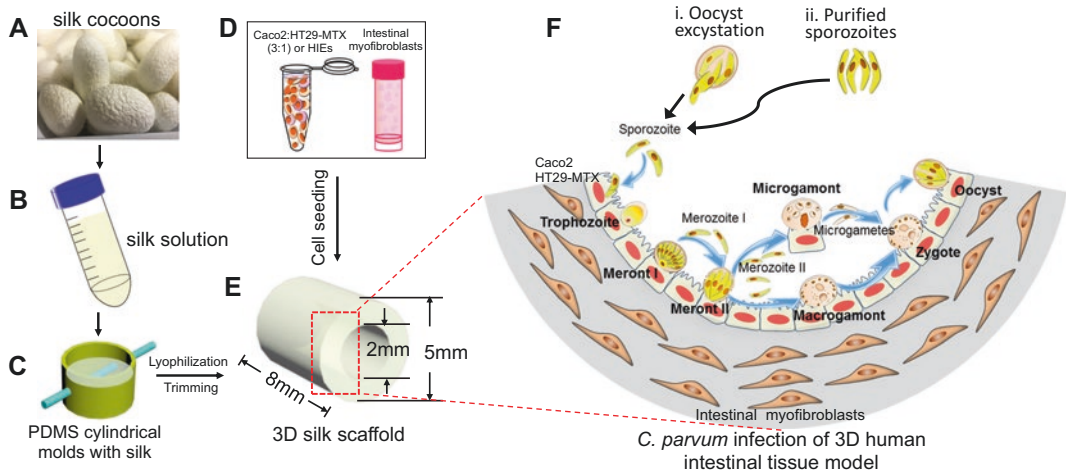 A
silk cocoons
B
silk solution
C
PDMS cylindrical
molds with silk
Lyophilization
Trimming
D
Caco2:HT29-MTX
(3:1) or HIEs
Intestinal
myofibroblasts
Cell seeding
E
2mm
5mm
8mm
3D silk scaffold
F
i. Oocyst
excystation
ii. Purified
sporozoites
Sporozoite
Caco2
HT29-MTX
Trophozoite
Meront I
Merozoite I
Meront II
Merozoite II
Microgamont
Microgametes
Macrogamont
Zygote
Oocyst
Intestinal myofibroblasts
C. parvum infection of 3D human
intestinal tissue model